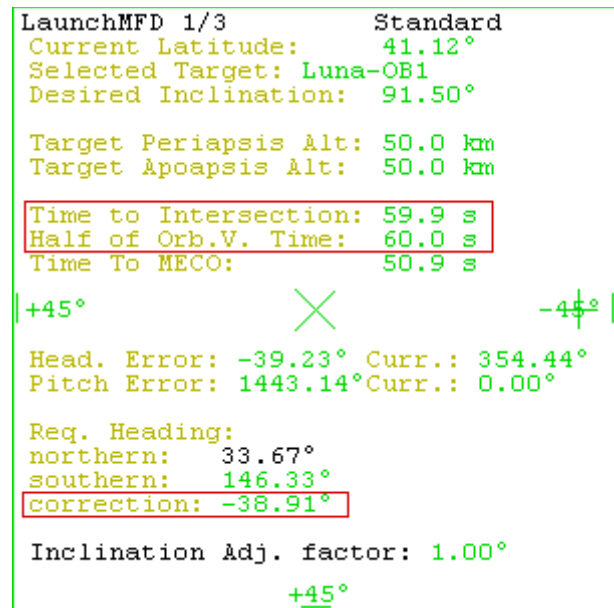 LaunchMFD 1/3 Standard
Current Latitude: 41.12°
Selected Target: Luna-OB1
Desired Inclination: 91.50°
Target Periapsis Alt: 50.0 km
Target Apoapsis Alt: 50.0 km
Time to Intersection: 59.9 s
Half of Orb.V. Time: 60.0 s
Time To MECO: 50.9 s
+45° -45°
Head. Error: -39.23° Curr.: 354.44°
Pitch Error: 1443.14°Curr.: 0.00°
Req. Heading:
northern: 33.67°
southern: 146.33°
correction: -38.91°
Inclination Adj. factor: 1.00°
+45°